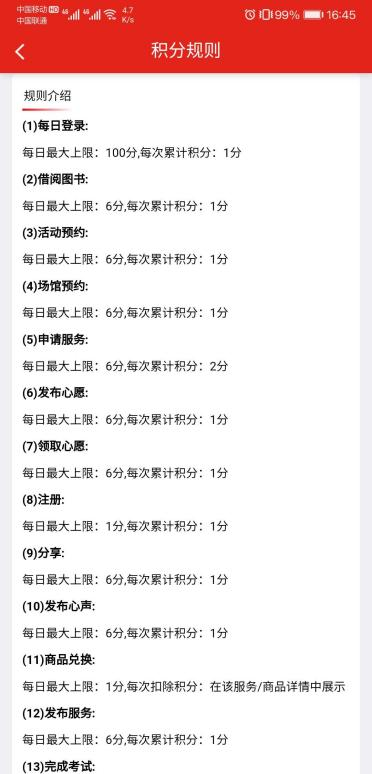 中国移动 HD 4G 4G 4.7 99% 16:45
中国联通 K/s
积分规则
规则介绍
(1)每日登录:
每日最大上限：100分,每次累计积分：1分
(2)借阅图书:
每日最大上限：6分,每次累计积分：1分
(3)活动预约:
每日最大上限：6分,每次累计积分：1分
(4)场馆预约:
每日最大上限：6分,每次累计积分：1分
(5)申请服务:
每日最大上限：6分,每次累计积分：2分
(6)发布心愿:
每日最大上限：6分,每次累计积分：1分
(7)领取心愿:
每日最大上限：6分,每次累计积分：1分
(8)注册:
每日最大上限：1分,每次累计积分：1分
(9)分享:
每日最大上限：6分,每次累计积分：1分
(10)发布心声:
每日最大上限：6分,每次累计积分：1分
(11)商品兑换:
每日最大上限：1分,每次扣除积分：在该服务/商品详情中展示
(12)发布服务:
每日最大上限：6分,每次累计积分：1分
(13)完成考试: